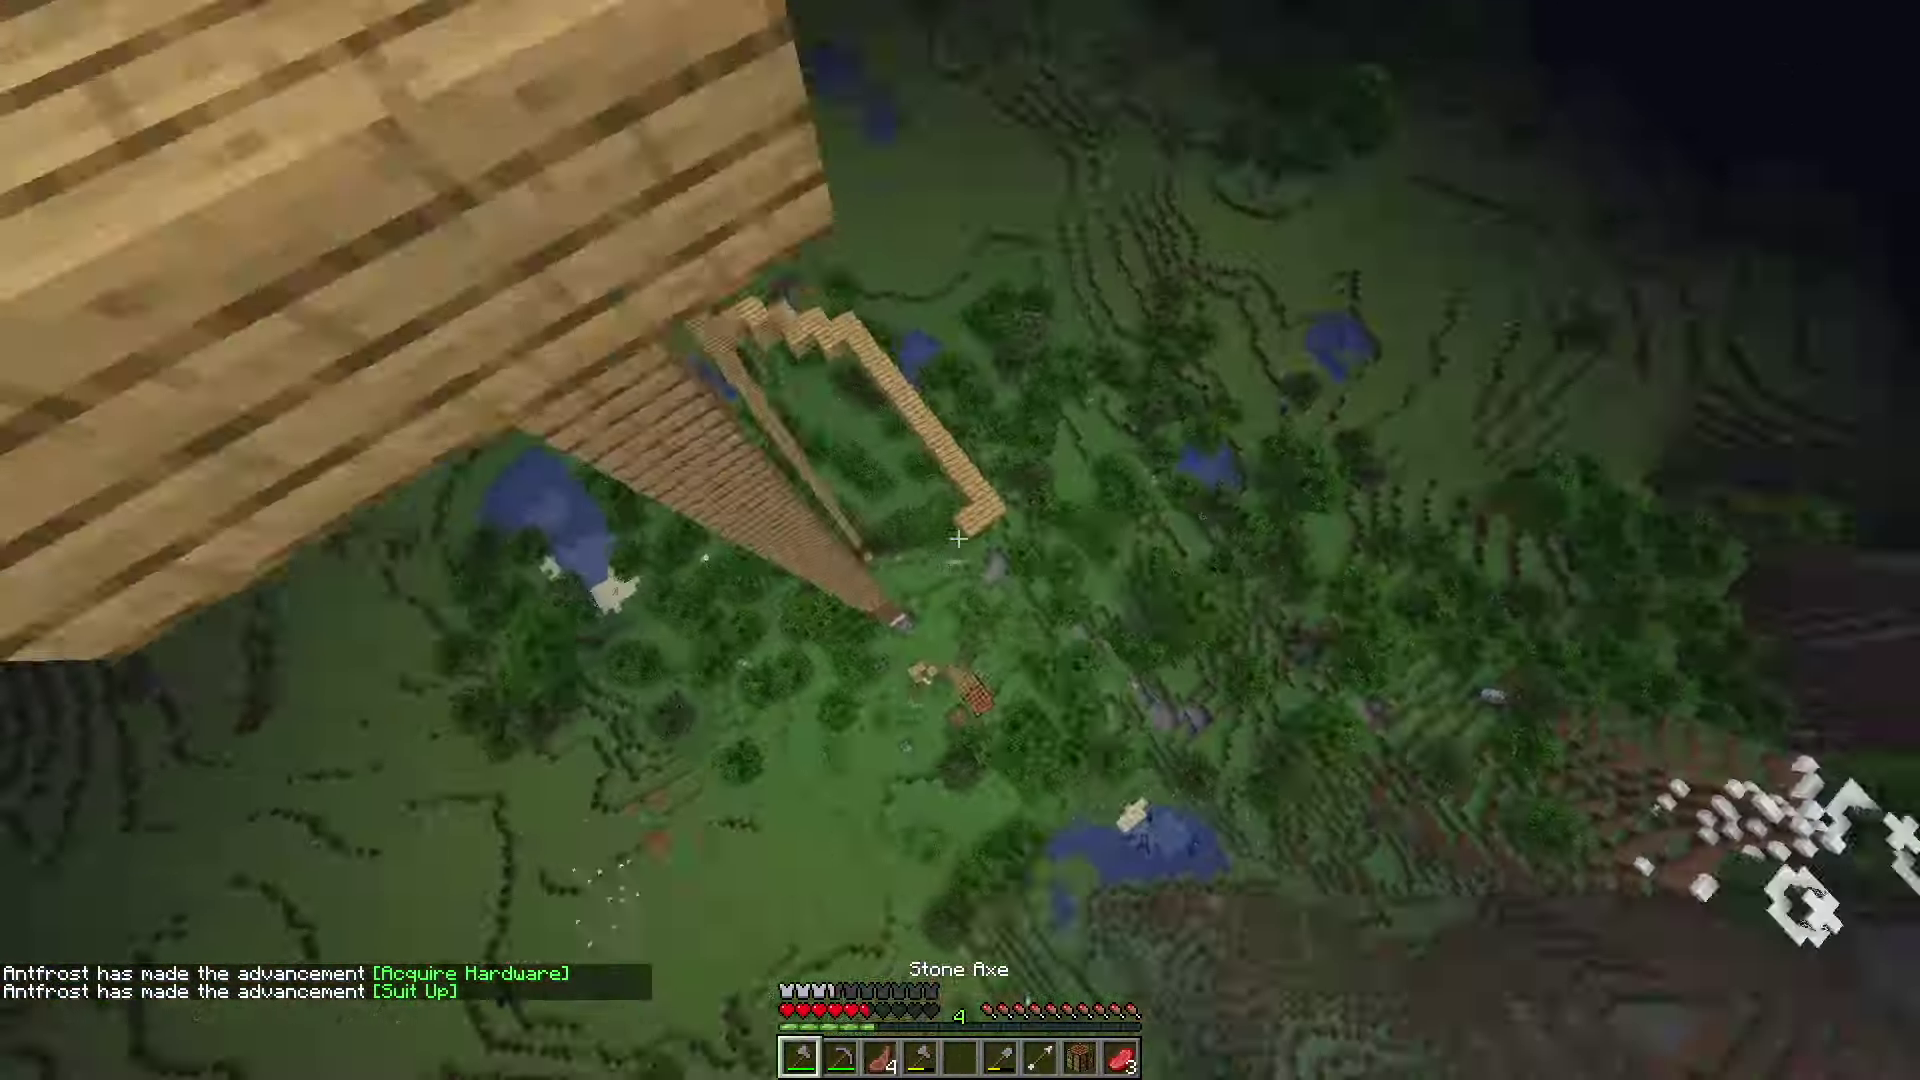 Antfrost has made the advancement [Acquire Hardware]
Antfrost has made the advancement [Suit Up]
Stone Axe
4
4
3